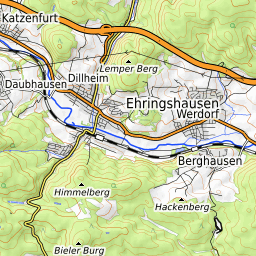 Katzenfurt
Lemper Berg
Dillheim
Daubhausen
Ehringshausen
Werdorf
Berghausen
Himmelberg
Hackenberg
Bieler Burg